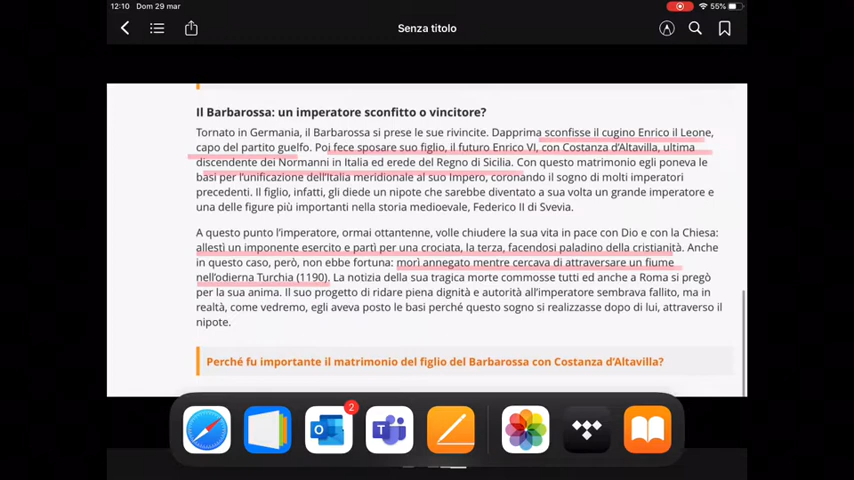 12:10 Dom 29 mar
55%
Senza titolo
Il Barbarossa: un imperatore sconfitto o vincitore?
Tornato in Germania, il Barbarossa si prese le sue rivincite. Dapprima sconfisse il cugino Enrico il Leone,
capo del partito guelfo. Poi fece sposare suo figlio, il futuro Enrico VI, con Costanza d'Altavilla, ultima
discendente dei Normanni in Italia ed erede del Regno di Sicilia. Con questo matrimonio egli poneva le
basi per l'unificazione dell'Italia meridionale al suo Impero, coronando il sogno di molti imperatori
precedenti. Il figlio, infatti, gli diede un nipote che sarebbe diventato a sua volta un grande imperatore e
una delle figure più importanti nella storia medioevale, Federico II di Svevia.
A questo punto l'imperatore, ormai ottantenne, volle chiudere la sua vita in pace con Dio e con la Chiesa:
allestì un imponente esercito e partì per una crociata, la terza, facendosi paladino della cristianità. Anche
in questo caso, però, non ebbe fortuna: morì annegato mentre cercava di attraversare un fiume
nell'odierna Turchia (1190). La notizia della sua tragica morte commosse tutti ed anche a Roma si pregò
per la sua anima. Il suo progetto di ridare piena dignità e autorità all'imperatore sembrava fallito, ma in
realtà, come vedremo, egli aveva posto le basi perché questo sogno si realizzasse dopo di lui, attraverso il
nipote.
Perché fu importante il matrimonio del figlio del Barbarossa con Costanza d'Altavilla?
2